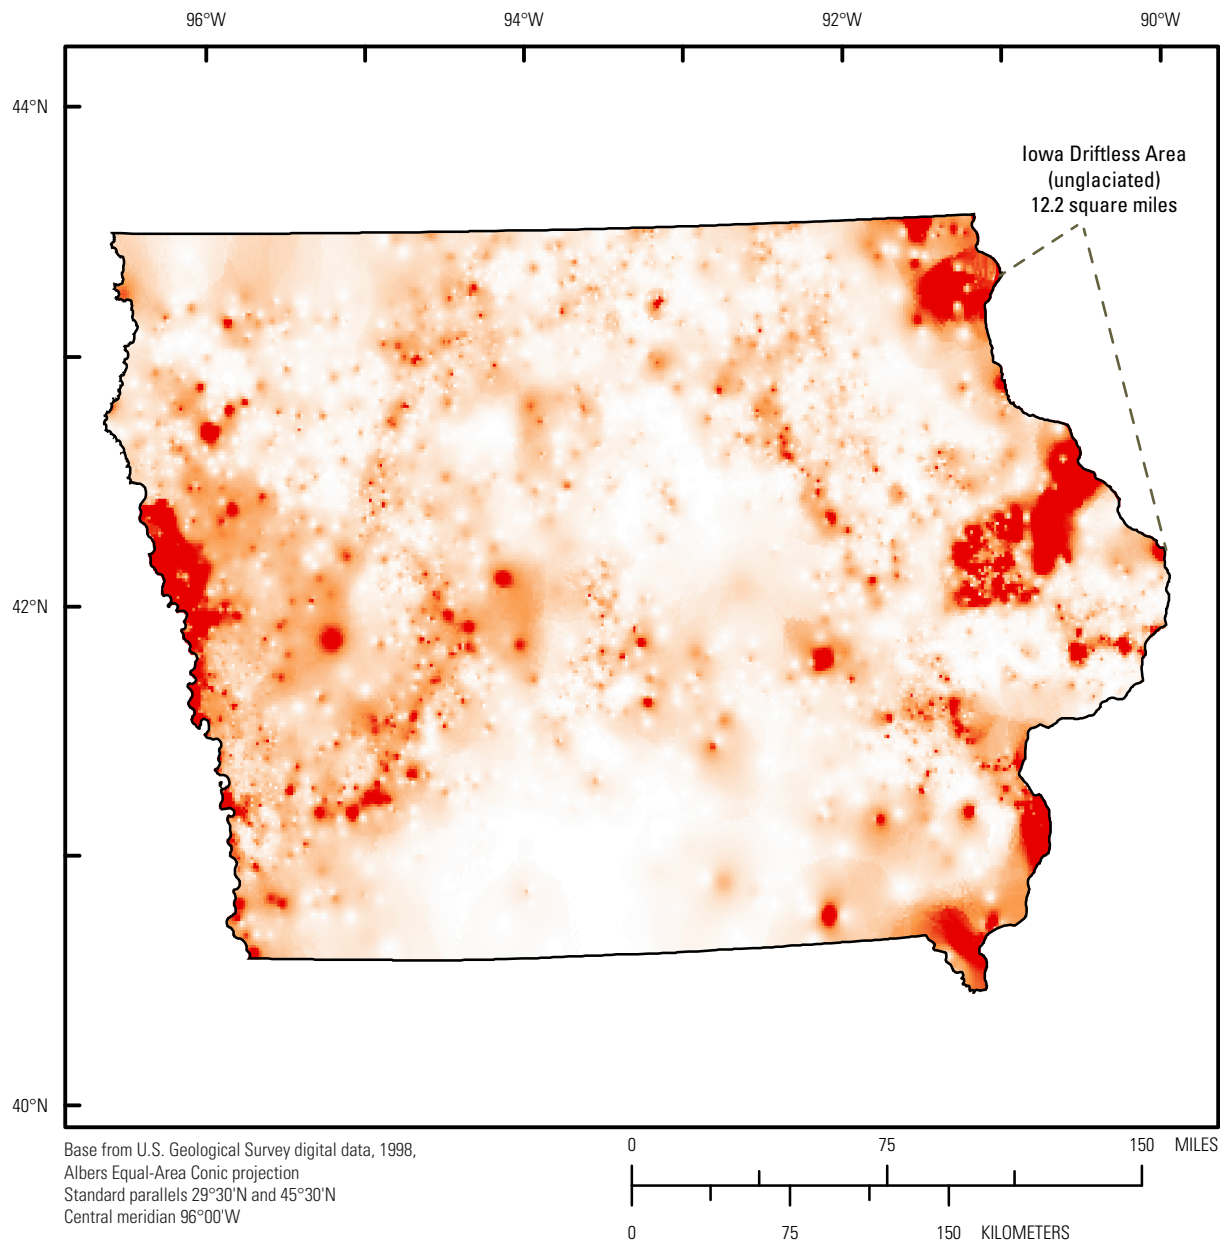 96°W 94°W 92°W 90°W
44°N
Iowa Driftless Area
(unglaciated)
12.2 square miles
42°N
40°N
Base from U.S. Geological Survey digital data, 1998,
Albers Equal-Area Conic projection
Standard parallels 29°30'N and 45°30'N
Central meridian 96°00'W
0 75 150 MILES
0 75 150 KILOMETERS